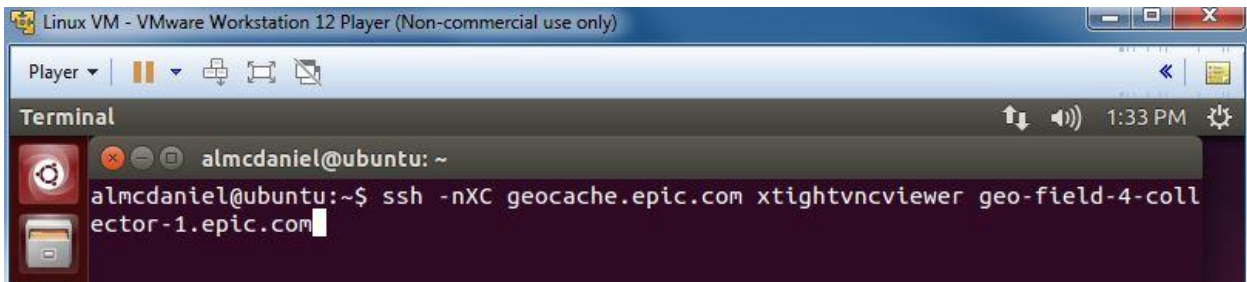 Linux VM - VMware Workstation 12 Player (Non-commercial use only)
Player
Terminal
1:33 PM
almcdaniel@ubuntu: ~
almcdaniel@ubuntu:~$ ssh -nXC geocache.epic.com xtightvncviewer geo-field-4-coll
ector-1.epic.com